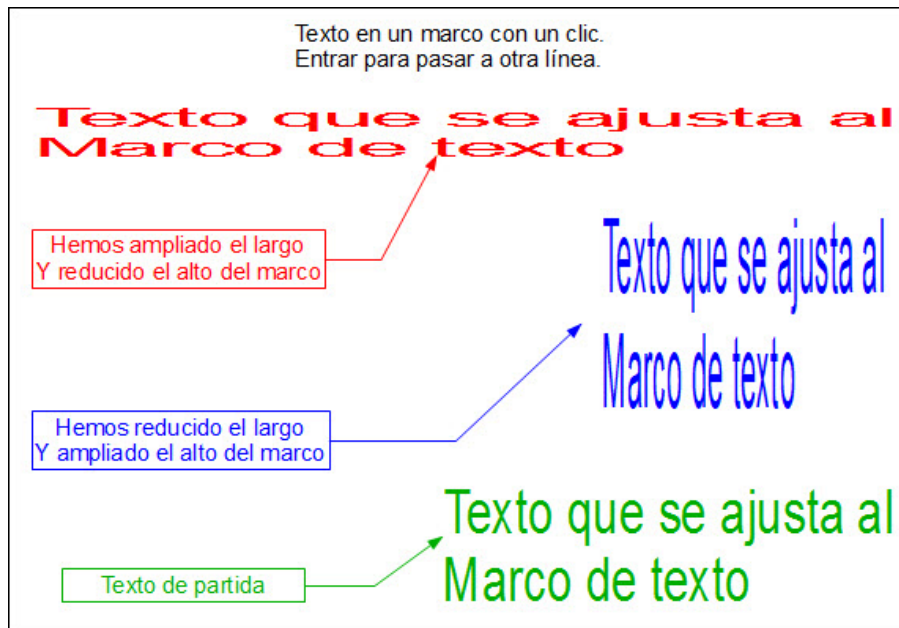 Texto en un marco con un clic.
Entrar para pasar a otra línea.
Texto que se ajusta al
Marco de texto
Hemos ampliado el largo
Y reducido el alto del marco
Texto que se ajusta al
Marco de texto
Hemos reducido el largo
Y ampliado el alto del marco
Texto que se ajusta al
Marco de texto
Texto de partida